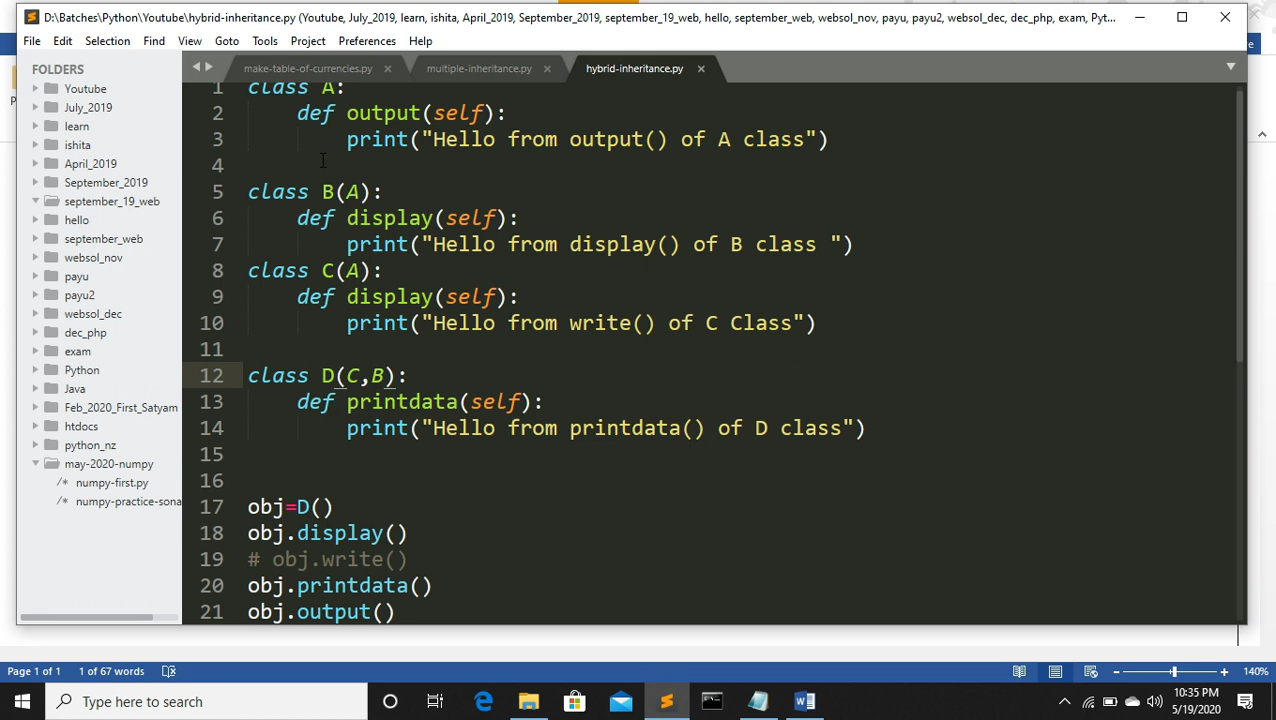 D:\Batches\Python\Youtube\hybrid-inheritance.py (Youtube, July_2019, learn, ishita, April_2019, September_2019, september_19_web, hello, september_web, websol_nov, payu, payu2, websol_dec, dec_php, exam, Pyt...
File Edit Selection Find View Goto Tools Project Preferences Help
FOLDERS
Youtube
July_2019
learn
ishita
April_2019
September_2019
september_19_web
hello
september_web
websol_nov
payu
payu2
websol_dec
dec_php
exam
Python
Java
Feb_2020_First_Satyam
htdocs
python_nz
may-2020-numpy
/* numpy-first.py
/* numpy-practice-sona
make-table-of-currencies.py multiple-inheritance.py hybrid-inheritance.py
1 class A:
2 def output(self):
3 print("Hello from output() of A class")
4
5 class B(A):
6 def display(self):
7 print("Hello from display() of B class ")
8 class C(A):
9 def display(self):
10 print("Hello from write() of C Class")
11
12 class D(C,B):
13 def printdata(self):
14 print("Hello from printdata() of D class")
15
16
17 obj=D()
18 obj.display()
19 # obj.write()
20 obj.printdata()
21 obj.output()
Page 1 of 1 1 of 67 words 140%
Type here to search
10:35 PM
5/19/2020